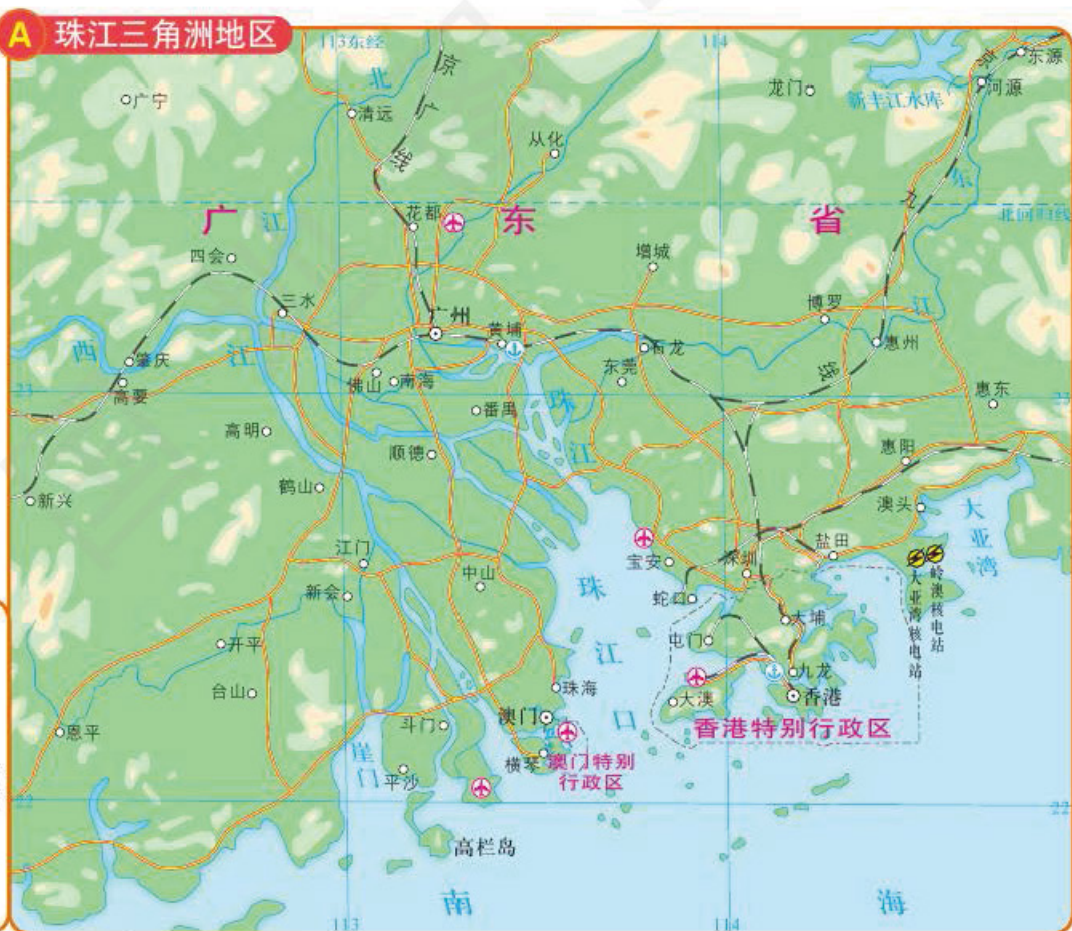 A 珠江三角洲地区
113东经
114
北
京
广
线
广宁
清远
从化
龙门
新丰江水库
京
东源
河源
广
东
省
江
花都
九
东
北回归线
四会
增城
三水
广州
黄埔
博罗
江
西
江
肇庆
石龙
惠州
佛山
南海
东莞
线
高要
23
23
番禺
珠
惠东
高明
顺德
江
惠阳
鹤山
新兴
澳头
大
亚
湾
江门
宝安
深圳
盐田
新会
中山
珠
蛇口
大亚湾核电站
岭澳核电站
大埔
开平
江
屯门
九龙
台山
珠海
大澳
香港
恩平
斗门
澳门
口
香港特别行政区
崖
门
平沙
横琴
澳门特别
行政区
22
22
高栏岛
南
海
113
114